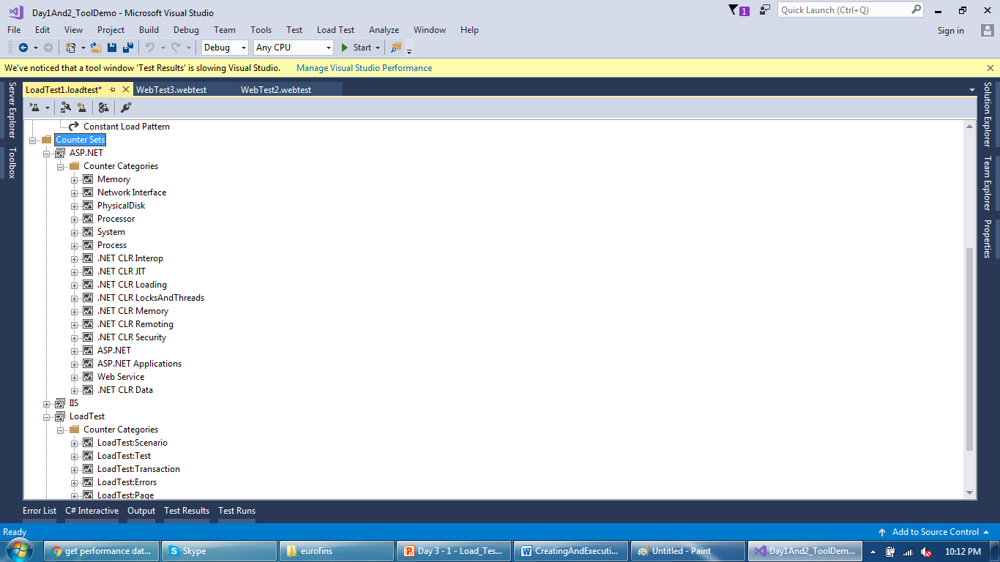 Day1And2_ToolDemo - Microsoft Visual Studio
1
Quick Launch (Ctrl+Q)
File Edit View Project Build Debug Team Tools Test Load Test Analyze Window Help
Sign in
Debug Any CPU Start
We've noticed that a tool window 'Test Results' is slowing Visual Studio. Manage Visual Studio Performance
LoadTest1.loadtest* WebTest3.webtest WebTest2.webtest
Server Explorer
Toolbox
Constant Load Pattern
Counter Sets
ASP.NET
Counter Categories
Memory
Network Interface
PhysicalDisk
Processor
System
Process
.NET CLR Interop
.NET CLR JIT
.NET CLR Loading
.NET CLR LocksAndThreads
.NET CLR Memory
.NET CLR Remoting
.NET CLR Security
ASP.NET
ASP.NET Applications
Web Service
.NET CLR Data
IIS
LoadTest
Counter Categories
LoadTest:Scenario
LoadTest:Test
LoadTest:Transaction
LoadTest:Errors
LoadTest:Page
Solution Explorer
Team Explorer
Properties
Error List C# Interactive Output Test Results Test Runs
Ready
Add to Source Control
get performance dat... Skype eurofins Day 3 - 1 - Load_Tes... CreatingAndExecuti... Untitled - Paint Day1And2_ToolDem...
10:12 PM